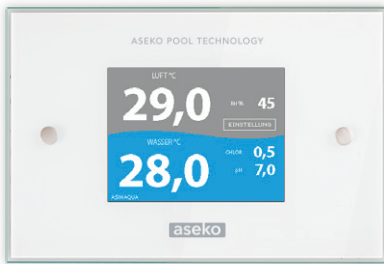 ASEKO POOL TECHNOLOGY
LUFT °C
29,0
RH % 45
EINSTELLUNG
WASSER °C
28,0
CHLOR 0,5
pH 7,0
ASINAQUA
aseko